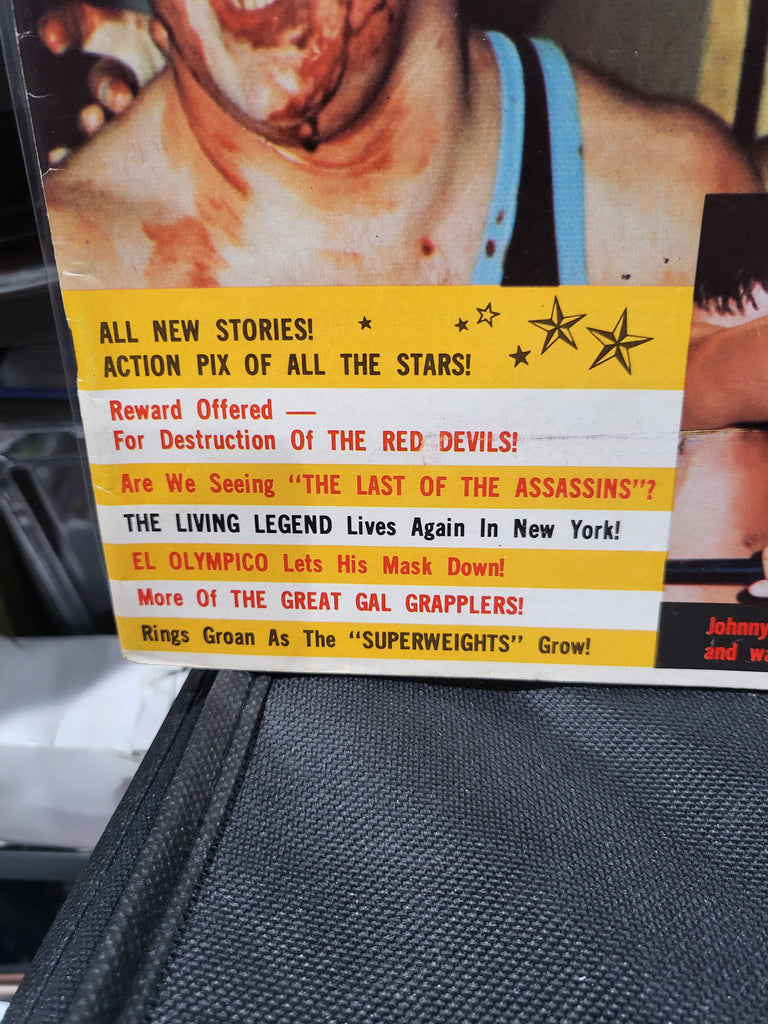 ALL NEW STORIES!
ACTION PIX OF ALL THE STARS!
Reward Offered —
For Destruction Of THE RED DEVILS!
Are We Seeing “THE LAST OF THE ASSASSINS”?
THE LIVING LEGEND Lives Again In New York!
EL OLYMPICO Lets His Mask Down!
More Of THE GREAT GAL GRAPPLERS!
Rings Groan As The “SUPERWEIGHTS” Grow!
Johnny
and